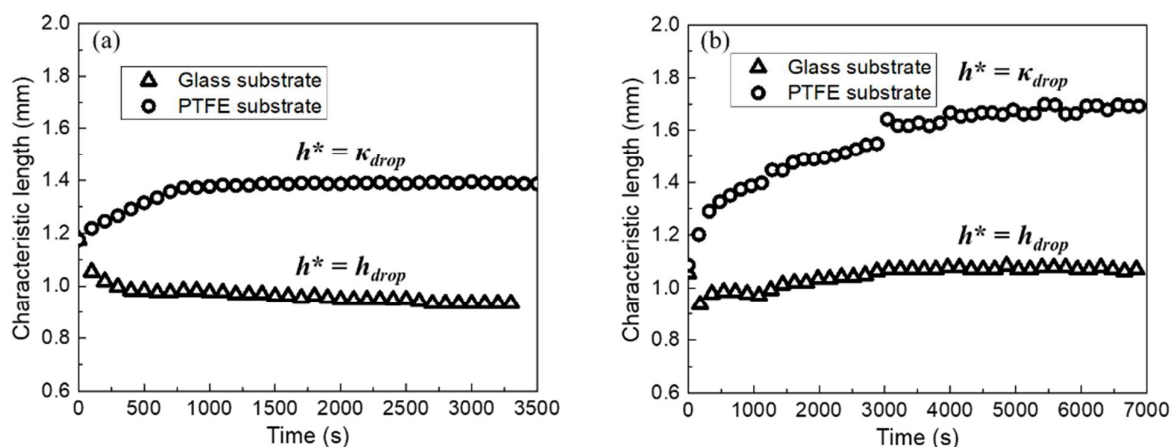 (a)
Glass substrate
PTFE substrate
h* = κdrop
h* = hdrop
Characteristic length (mm)
2.0
1.8
1.6
1.4
1.2
1.0
0.8
0.6
0 500 1000 1500 2000 2500 3000 3500
Time (s)
(b)
Glass substrate
PTFE substrate
h* = κdrop
h* = hdrop
Characteristic length (mm)
2.0
1.8
1.6
1.4
1.2
1.0
0.8
0.6
0 1000 2000 3000 4000 5000 6000 7000
Time (s)